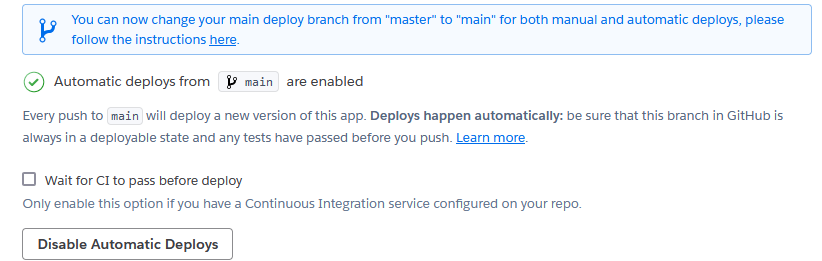 You can now change your main deploy branch from "master" to "main" for both manual and automatic deploys, please
follow the instructions here.
Automatic deploys from main are enabled
Every push to main will deploy a new version of this app. Deploys happen automatically: be sure that this branch in GitHub is
always in a deployable state and any tests have passed before you push. Learn more.
Wait for CI to pass before deploy
Only enable this option if you have a Continuous Integration service configured on your repo.
Disable Automatic Deploys